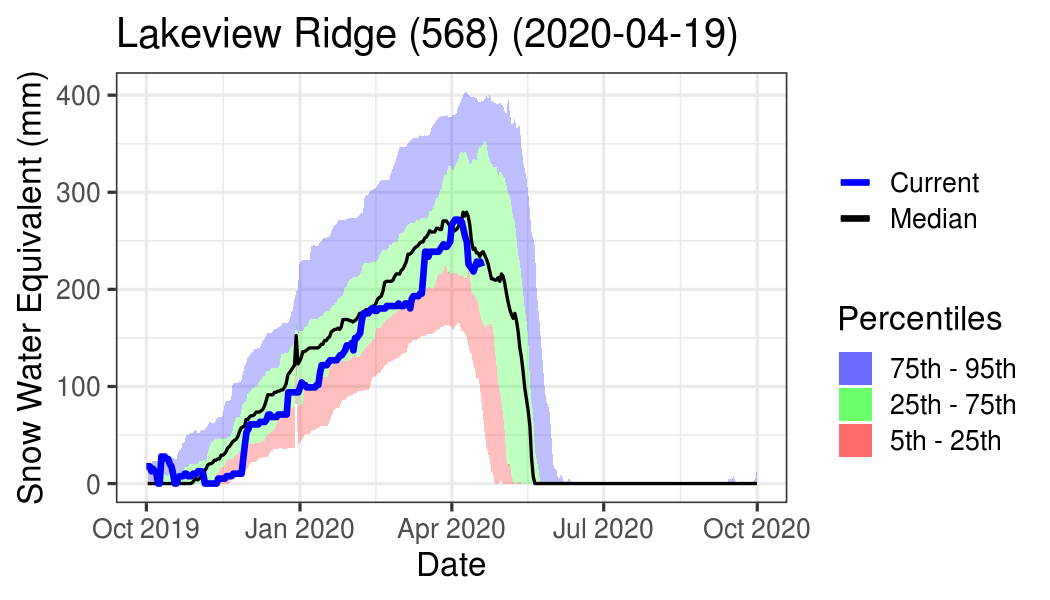 Lakeview Ridge (568) (2020-04-19)
Snow Water Equivalent (mm)
400
300
200
100
0
Oct 2019
Jan 2020
Apr 2020
Jul 2020
Oct 2020
Date
Current
Median
Percentiles
75th - 95th
25th - 75th
5th - 25th